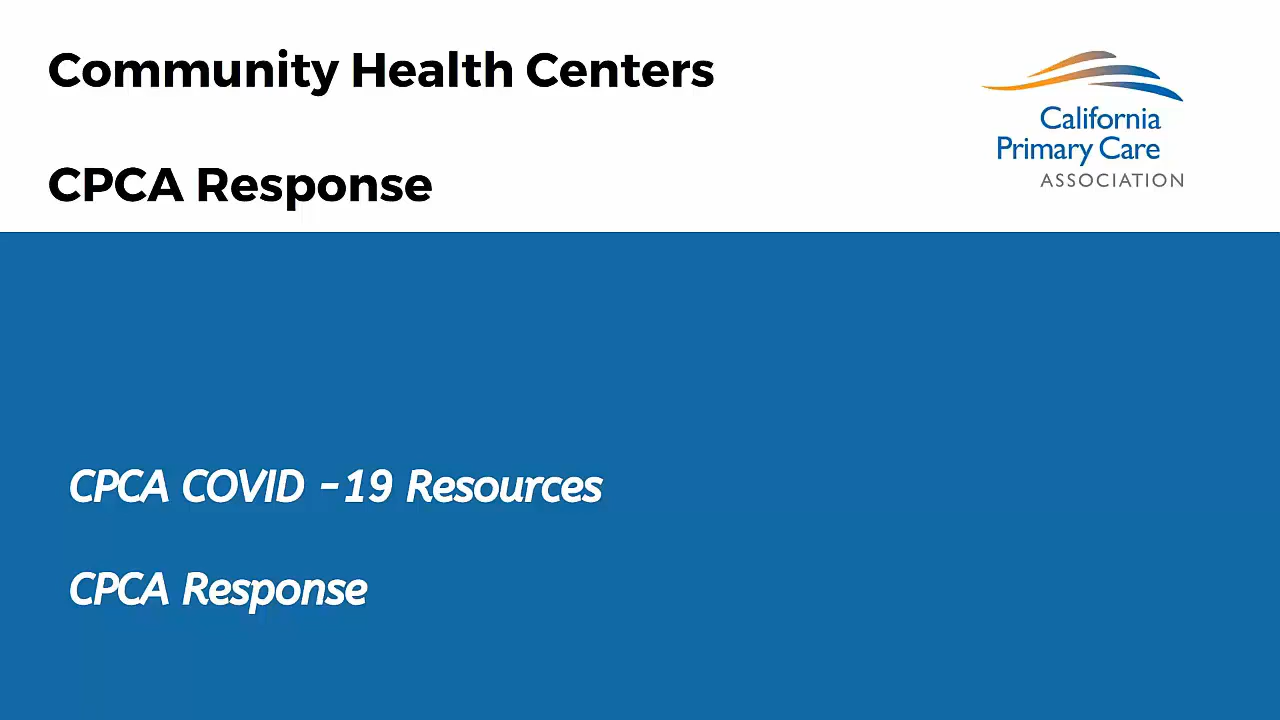 Community Health Centers
CPCA Response
California
Primary Care
ASSOCIATION
CPCA COVID -19 Resources
CPCA Response